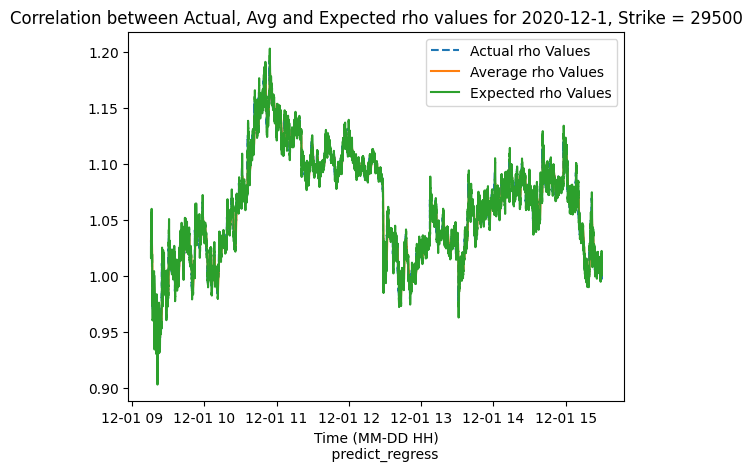 Correlation between Actual, Avg and Expected rho values for 2020-12-1, Strike = 29500
Actual rho Values
Average rho Values
Expected rho Values
1.20
1.15
1.10
1.05
1.00
0.95
0.90
12-01 09 12-01 10 12-01 11 12-01 12 12-01 13 12-01 14 12-01 15
Time (MM-DD HH)
predict_regress